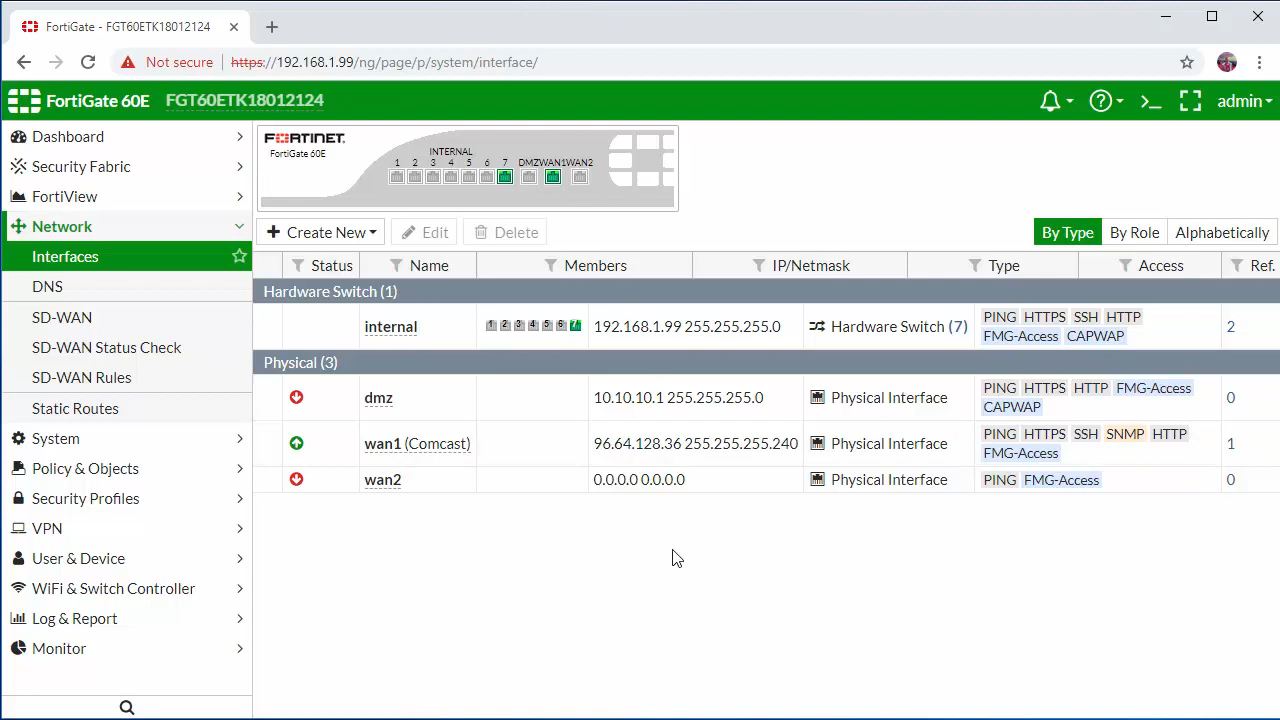 FortiGate - FGT60ETK18012124
Not secure https://192.168.1.99/ng/page/p/system/interface/
FortiGate 60E FGT60ETK18012124 admin
Dashboard
Security Fabric
FortiView
Network
Interfaces
DNS
SD-WAN
SD-WAN Status Check
SD-WAN Rules
Static Routes
System
Policy & Objects
Security Profiles
VPN
User & Device
WiFi & Switch Controller
Log & Report
Monitor
FORTINET
FortiGate 60E
INTERNAL
1 2 3 4 5 6 7 DMZ WAN1 WAN2
Create New Edit Delete By Type By Role Alphabetically
Status Name Members IP/Netmask Type Access Ref.
Hardware Switch (1)
internal 1 2 3 4 5 6 7 192.168.1.99 255.255.255.0 Hardware Switch (7) PING HTTPS SSH HTTP 2
FMG-Access CAPWAP
Physical (3)
dmz 10.10.10.1 255.255.255.0 Physical Interface PING HTTPS HTTP FMG-Access 0
CAPWAP
wan1 (Comcast) 96.64.128.36 255.255.255.240 Physical Interface PING HTTPS SSH SNMP HTTP 1
FMG-Access
wan2 0.0.0.0 0.0.0.0 Physical Interface PING FMG-Access 0